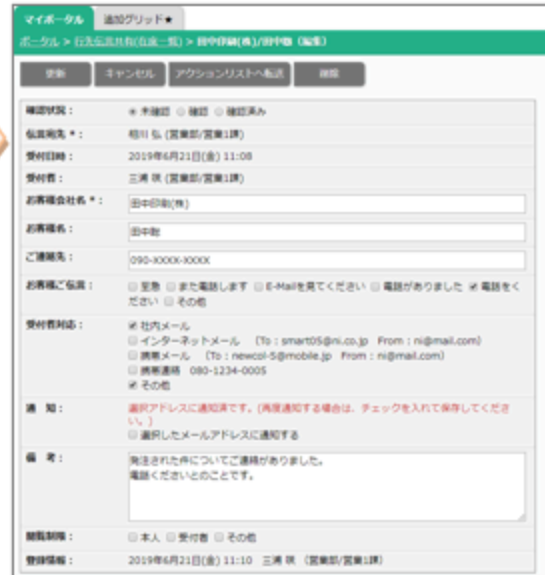 マイポータル 追加グリッド★
ポータル > 行先伝言共有(在席一覧) > 田中印刷(株)/田中聡 (編集)
更新 キャンセル アクションリストへ転送 削除
確認状況： 未確認 確認 確認済み
伝言宛先 *： 相川 弘 (営業部/営業1課)
受付日時： 2019年6月21日(金) 11:08
受付者： 三浦 咲 (営業部/営業1課)
お客様会社名 *： 田中印刷(株)
お客様名： 田中聡
ご連絡先： 090-XXXX-XXXX
お客様ご伝言： 至急 また電話します E-Mailを見てください 電話がありました 電話をく
ださい その他
受付者対応： 社内メール
インターネットメール (To : smart05@ni.co.jp From : ni@mail.com)
携帯メール (To : newcol-5@mobile.jp From : ni@mail.com)
携帯連絡 080-1234-0005
その他
通 知： 選択アドレスに通知済です。(再度通知する場合は、チェックを入れて保存してくださ
い。)
選択したメールアドレスに通知する
備 考： 発注された件についてご連絡がありました。
電話くださいとのことです。
閲覧制限： 本人 受付者 その他
登録情報： 2019年6月21日(金) 11:10 三浦 咲 (営業部/営業1課)